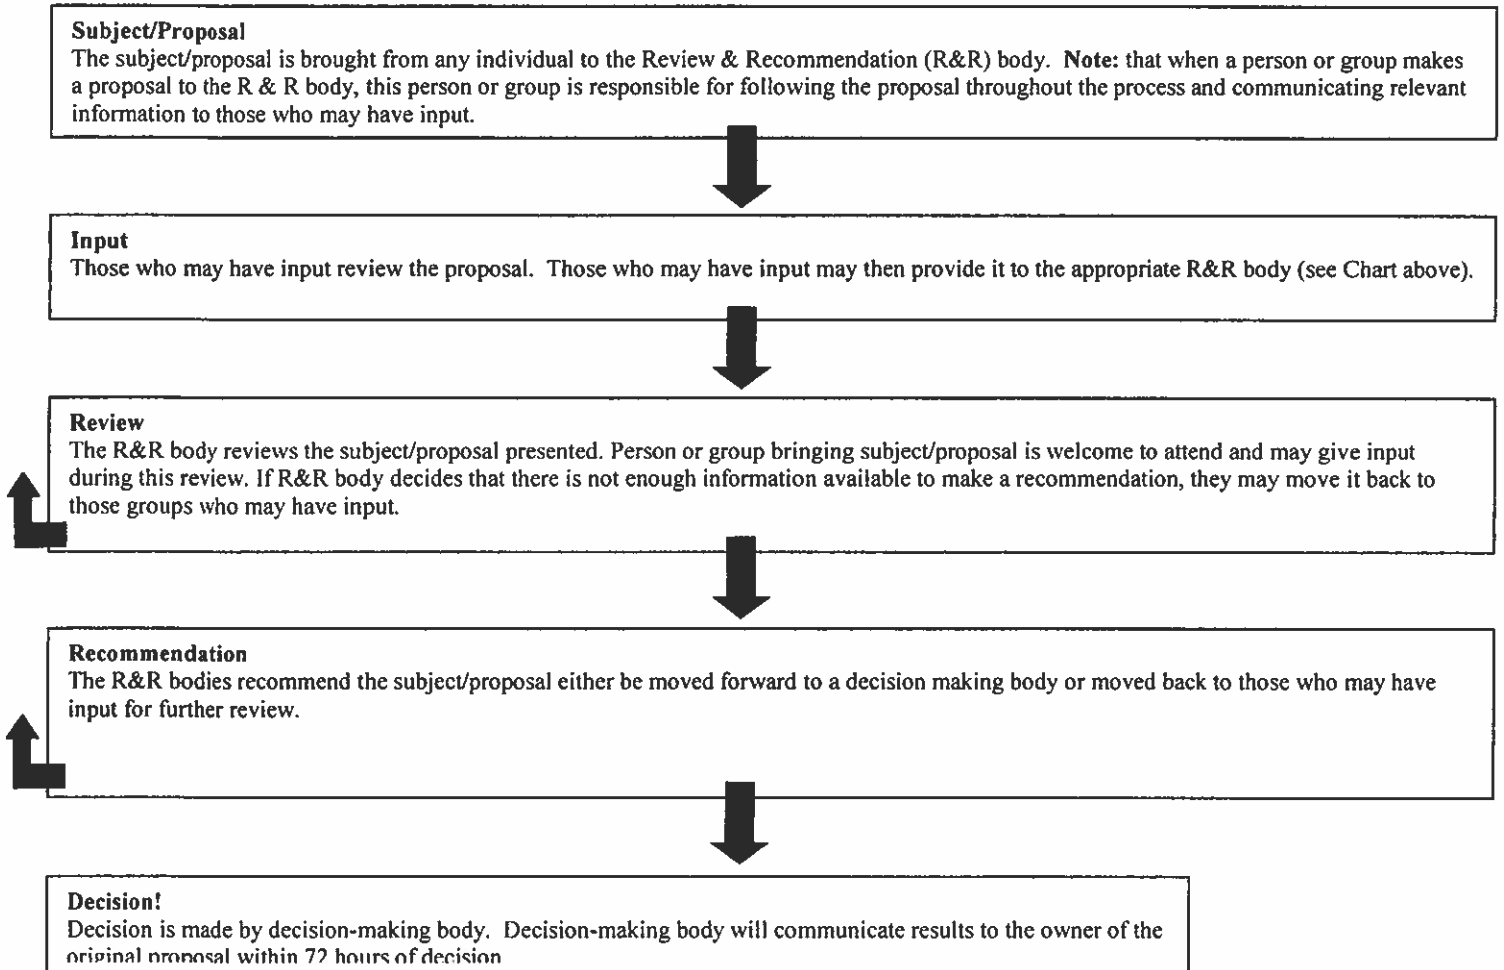 Subject/Proposal
The subject/proposal is brought from any individual to the Review & Recommendation (R&R) body.  Note: that when a person or group makes
a proposal to the R & R body, this person or group is responsible for following the proposal throughout the process and communicating relevant
information to those who may have input.
Input
Those who may have input review the proposal.  Those who may have input may then provide it to the appropriate R&R body (see Chart above).
Review
The R&R body reviews the subject/proposal presented. Person or group bringing subject/proposal is welcome to attend and may give input
during this review. If R&R body decides that there is not enough information available to make a recommendation, they may move it back to
those groups who may have input.
Recommendation
The R&R bodies recommend the subject/proposal either be moved forward to a decision making body or moved back to those who may have
input for further review.
Decision!
Decision is made by decision-making body.  Decision-making body will communicate results to the owner of the
original proposal within 72 hours of decision